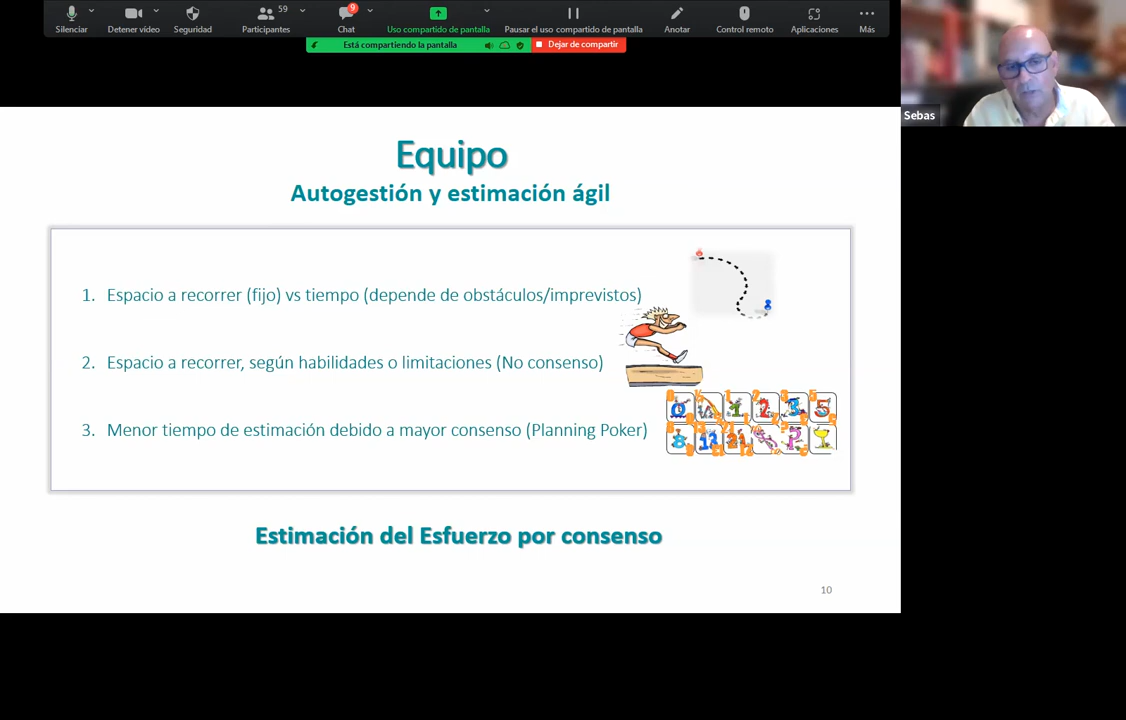 59
9
Silenciar
Detener vídeo
Seguridad
Participantes
Chat
Uso compartido de pantalla
Pausar el uso compartido de pantalla
Anotar
Control remoto
Aplicaciones
Más
Está compartiendo la pantalla
Dejar de compartir
Sebas
Equipo
Autogestión y estimación ágil
1. Espacio a recorrer (fijo) vs tiempo (depende de obstáculos/imprevistos)
2. Espacio a recorrer, según habilidades o limitaciones (No consenso)
3. Menor tiempo de estimación debido a mayor consenso (Planning Poker)
Estimación del Esfuerzo por consenso
10